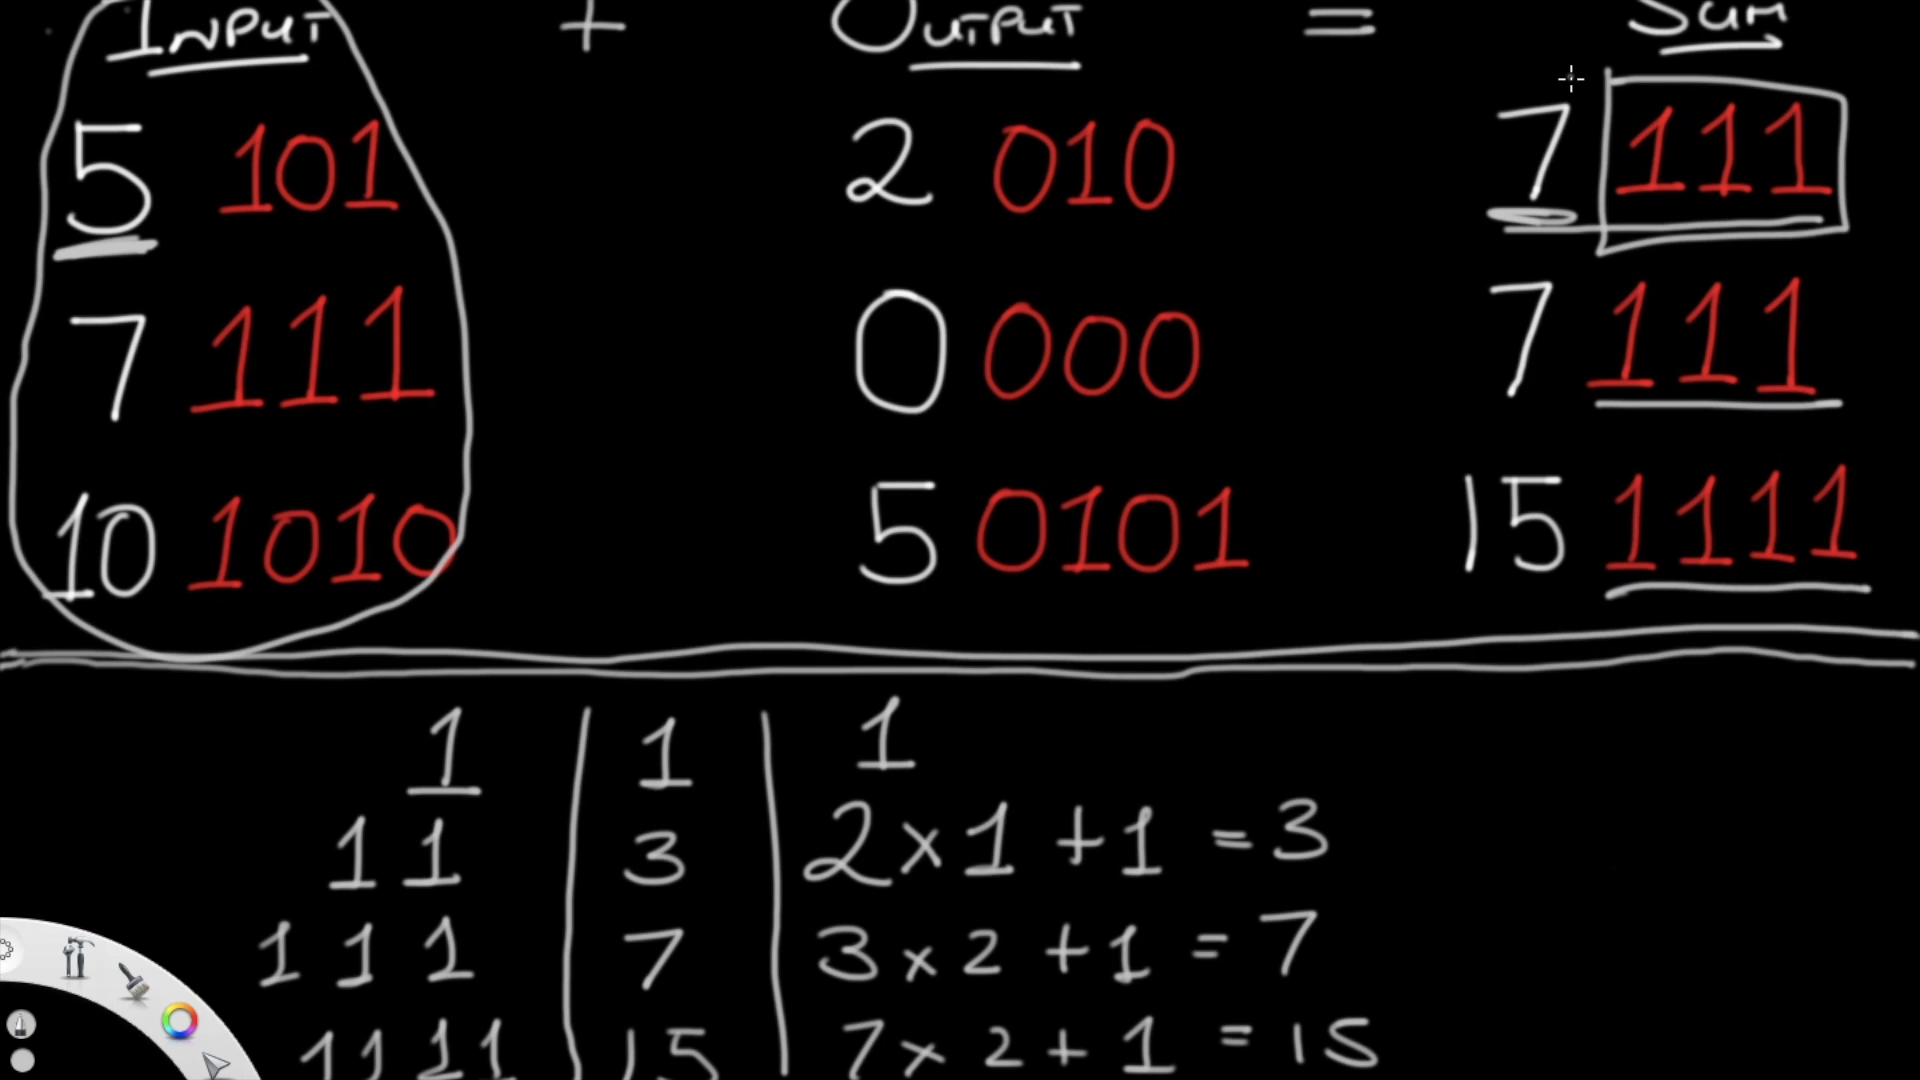 INPUT + OUTPUT = SUM
5 101 2 010 7 111
7 111 0 000 7 111
10 1010 5 0101 15 1111
1 1 1
11 3 2 x 1 + 1 = 3
111 7 3 x 2 + 1 = 7
1111 15 7 x 2 + 1 = 15